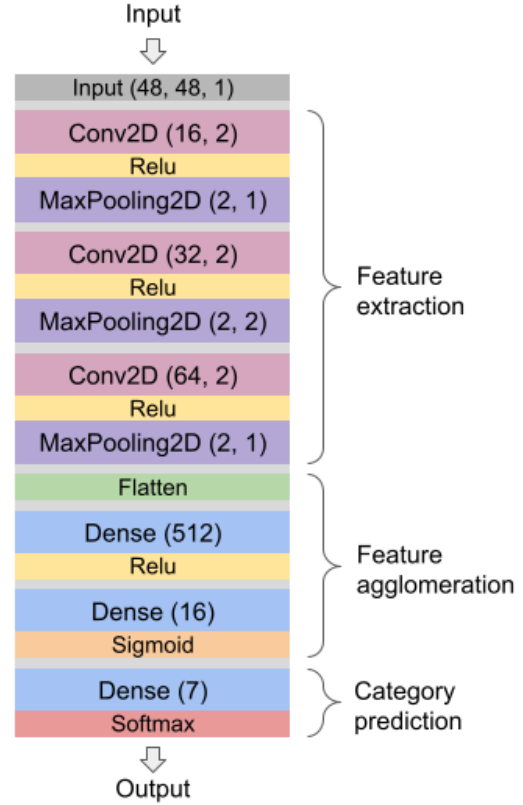 Input
Input (48, 48, 1)
Conv2D (16, 2)
Relu
MaxPooling2D (2, 1)
Conv2D (32, 2)
Relu
MaxPooling2D (2, 2)
Conv2D (64, 2)
Relu
MaxPooling2D (2, 1)
Feature
extraction
Flatten
Dense (512)
Relu
Dense (16)
Sigmoid
Feature
agglomeration
Dense (7)
Softmax
Category
prediction
Output